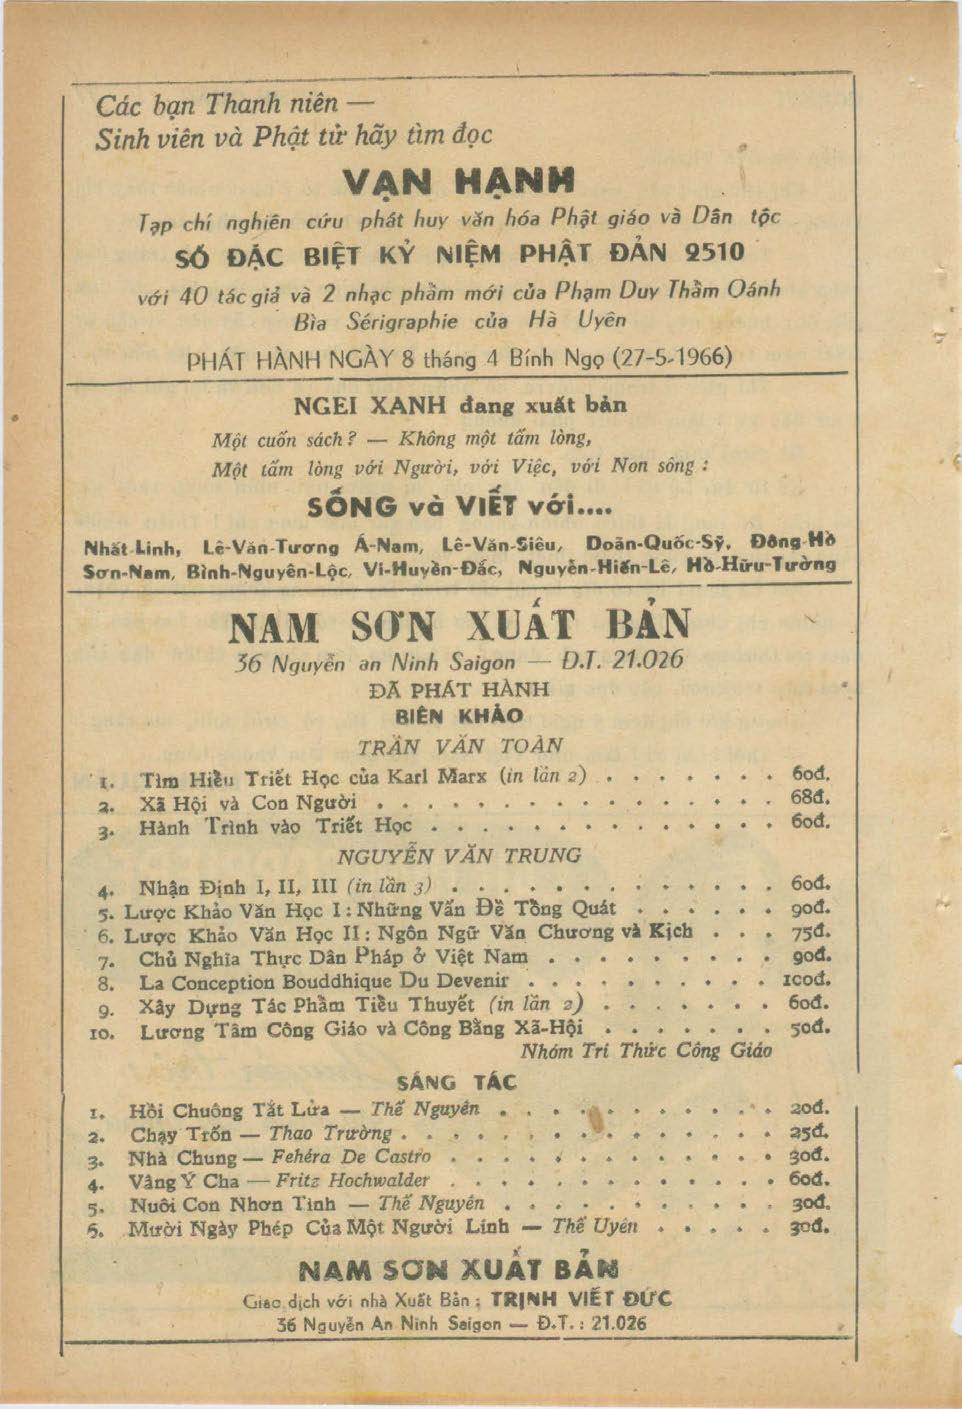 Các bạn Thanh niên —
Sinh viên và Phật tử hãy tìm đọc
VẠN HẠNH
Tạp chí nghiên cứu phát huy văn hóa Phật giáo và Dân tộc
SỐ ĐẶC BIỆT KỶ NIỆM PHẬT ĐẢN 2510
với 40 tác giả và 2 nhạc phẩm mới của Phạm Duy Thẩm Oánh
Bìa Sérigraphie của Hà Uyên
PHÁT HÀNH NGÀY 8 tháng 4 Bính Ngọ (27-5-1966)
NGEI XANH đang xuất bản
Một cuốn sách ? — Không một tấm lòng,
Một tấm lòng với Người, với Việc, với Non sông :
SỐNG và VIẾT với....
Nhất-Linh, Lê-Văn-Tương Á-Nam, Lê-Văn-Siêu, Doãn-Quốc-Sỹ, Đông-Hồ
Sơn-Nam, Bình-Nguyên-Lộc, Vi-Huyền-Đắc, Nguyễn-Hiến-Lê, Hồ-Hữu-Tường
NAM SƠN XUẤT BẢN
36 Nguyễn an Ninh Saigon — Đ.T. 21.026
ĐÃ PHÁT HÀNH
BIÊN KHẢO
TRẦN VĂN TOÀN
1. Tìm Hiểu Triết Học của Karl Marx (in lần 2) . . . . . . . 60đ.
2. Xã Hội và Con Người . . . . . . . . . . . . . . . . . 68đ.
3. Hành Trình vào Triết Học . . . . . . . . . . . . . . 60đ.
NGUYỄN VĂN TRUNG
4. Nhận Định I, II, III (in lần 3) . . . . . . . . . . . . . 60đ.
5. Lược Khảo Văn Học I : Những Vấn Đề Tổng Quát . . . . . . 90đ.
6. Lược Khảo Văn Học II : Ngôn Ngữ Văn Chương và Kịch . . . 75đ.
7. Chủ Nghĩa Thực Dân Pháp ở Việt Nam . . . . . . . . . 90đ.
8. La Conception Bouddhique Du Devenir . . . . . . . . . . 100đ.
9. Xây Dựng Tác Phẩm Tiểu Thuyết (in lần 2) . . . . . . . 60đ.
10. Lương Tâm Công Giáo và Công Bằng Xã-Hội . . . . . . . 50đ.
Nhóm Trí Thức Công Giáo
SÁNG TÁC
1. Hồi Chuông Tắt Lửa — Thế Nguyên . . . . . . . . . . . . 20đ.
2. Chạy Trốn — Thao Trường . . . . . . . . . . . . . . . 25đ.
3. Nhà Chung — Fehéra De Castro . . . . . . . . . . . . . 30đ.
4. Vâng Ý Cha — Fritz Hochwalder . . . . . . . . . . . . . 60đ.
5. Nuôi Con Nhơn Tình — Thế Nguyên . . . . . . . . . . . 30đ.
6. Mười Ngày Phép Của Một Người Lính — Thế Uyên . . . . . 30đ.
NAM SƠN XUẤT BẢN
Giao dịch với nhà Xuất Bản : TRỊNH VIẾT ĐỨC
36 Nguyễn An Ninh Saigon — Đ.T. : 21.026